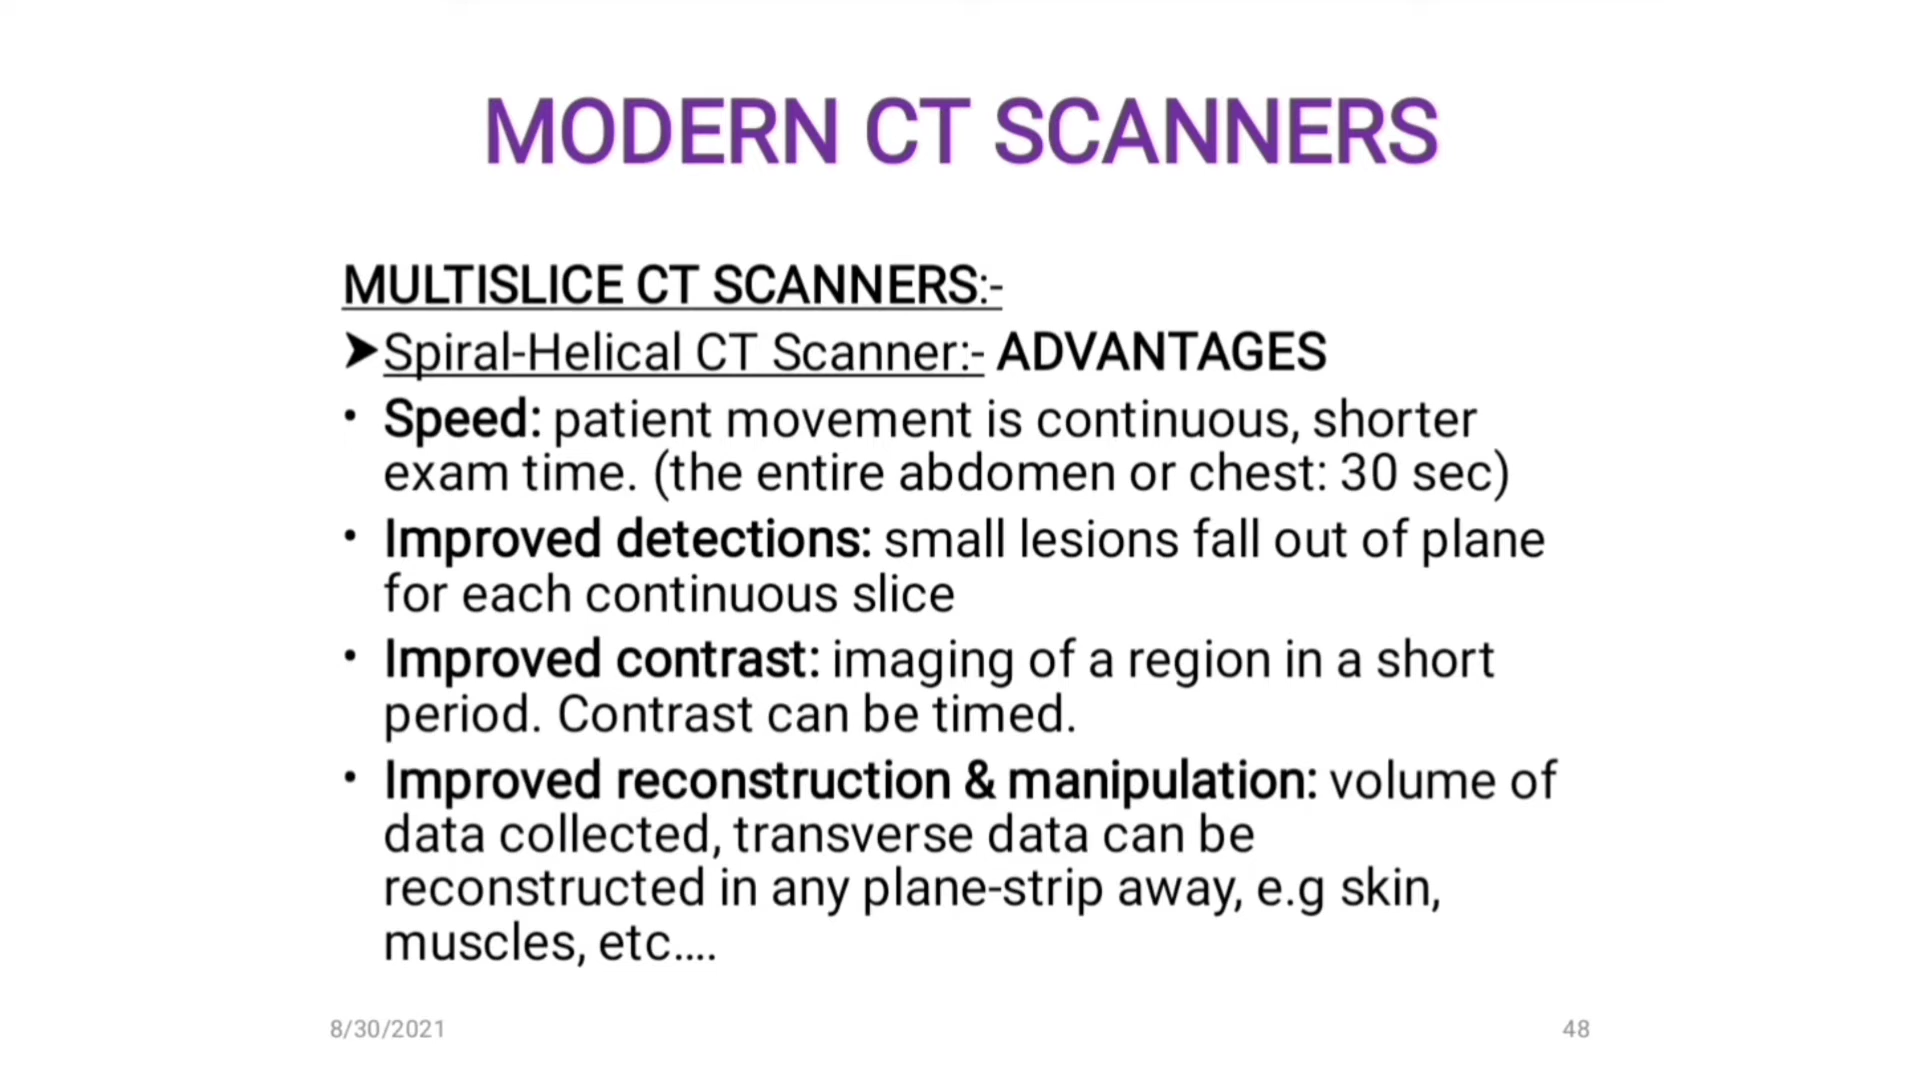 MODERN CT SCANNERS
MULTISLICE CT SCANNERS:-
➤Spiral-Helical CT Scanner:- ADVANTAGES
• Speed: patient movement is continuous, shorter
exam time. (the entire abdomen or chest: 30 sec)
• Improved detections: small lesions fall out of plane
for each continuous slice
• Improved contrast: imaging of a region in a short
period. Contrast can be timed.
• Improved reconstruction & manipulation: volume of
data collected, transverse data can be
reconstructed in any plane-strip away, e.g skin,
muscles, etc....
8/30/2021
48